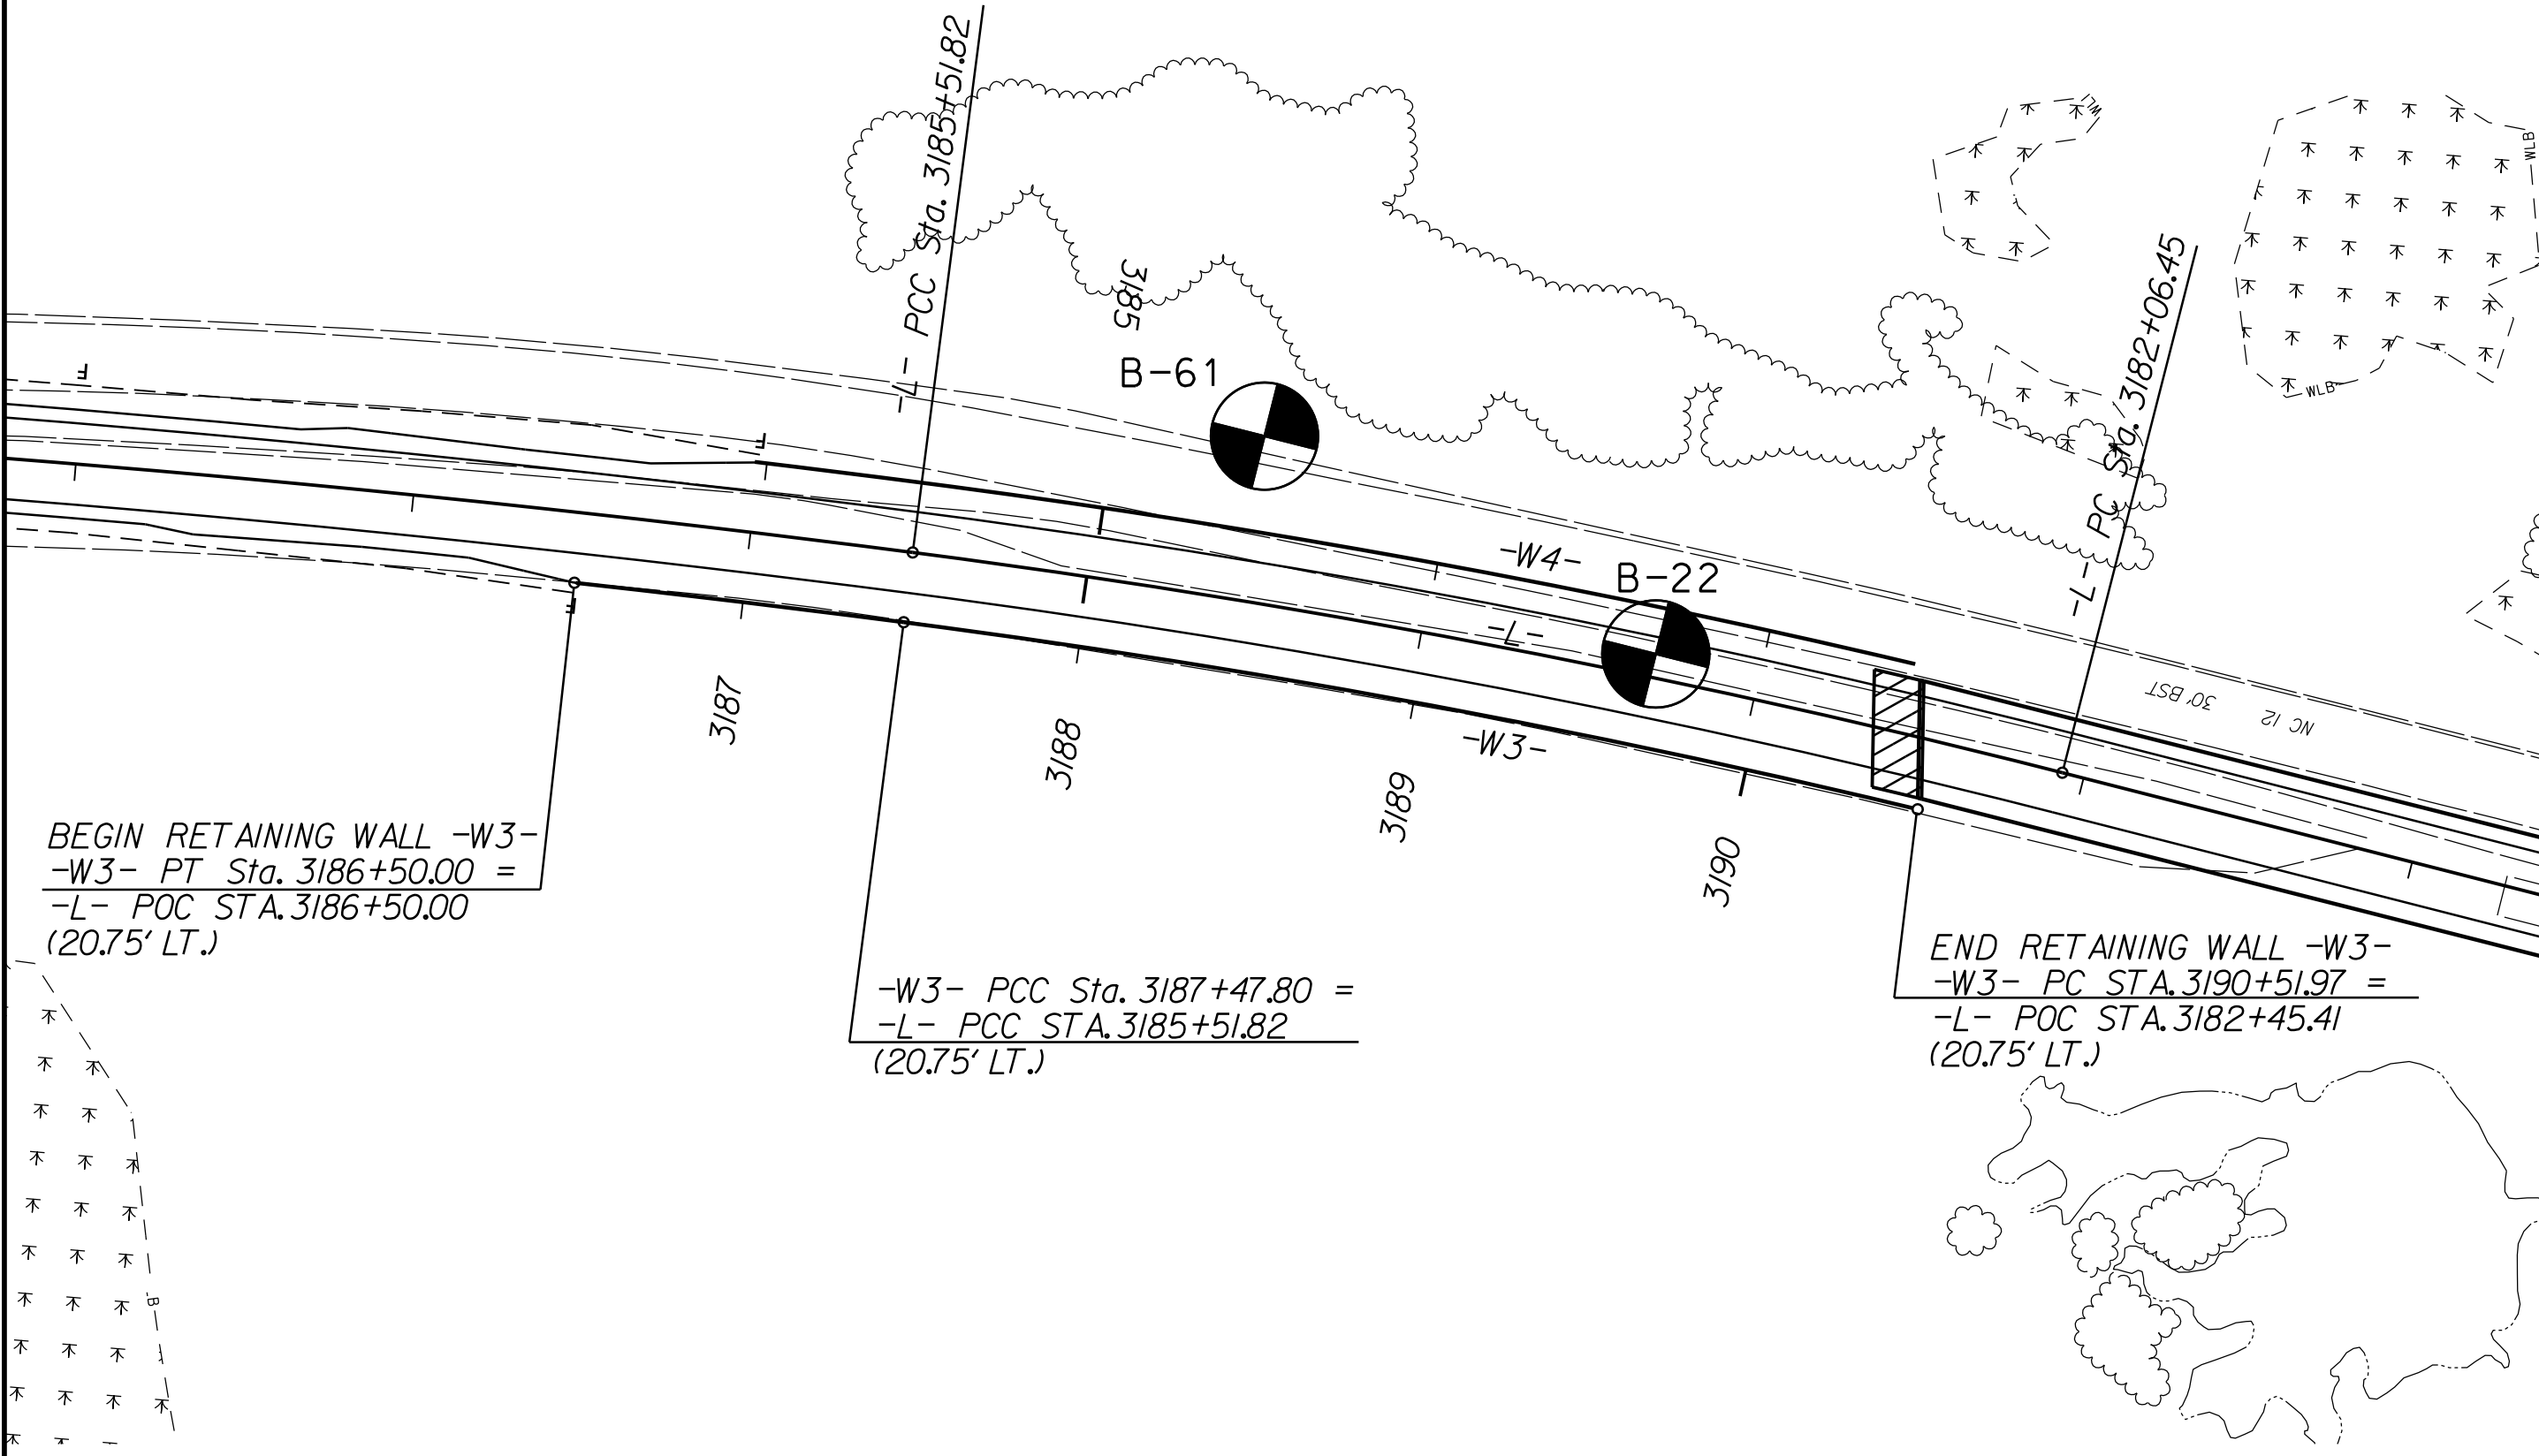 -L- PCC Sta. 3185+51.82
3185
B-61
F
F
-L- PC Sta. 3182+06.45
WLB
WLB
-W4-
B-22
-L-
-W3-
30' BST
NC 12
F
3187
3188
3189
3190
BEGIN RETAINING WALL -W3-
-W3- PT Sta. 3186+50.00 =
-L- POC STA. 3186+50.00
(20.75' LT.)
-W3- PCC Sta. 3187+47.80 =
-L- PCC STA. 3185+51.82
(20.75' LT.)
END RETAINING WALL -W3-
-W3- PC STA. 3190+51.97 =
-L- POC STA. 3182+45.41
(20.75' LT.)
B